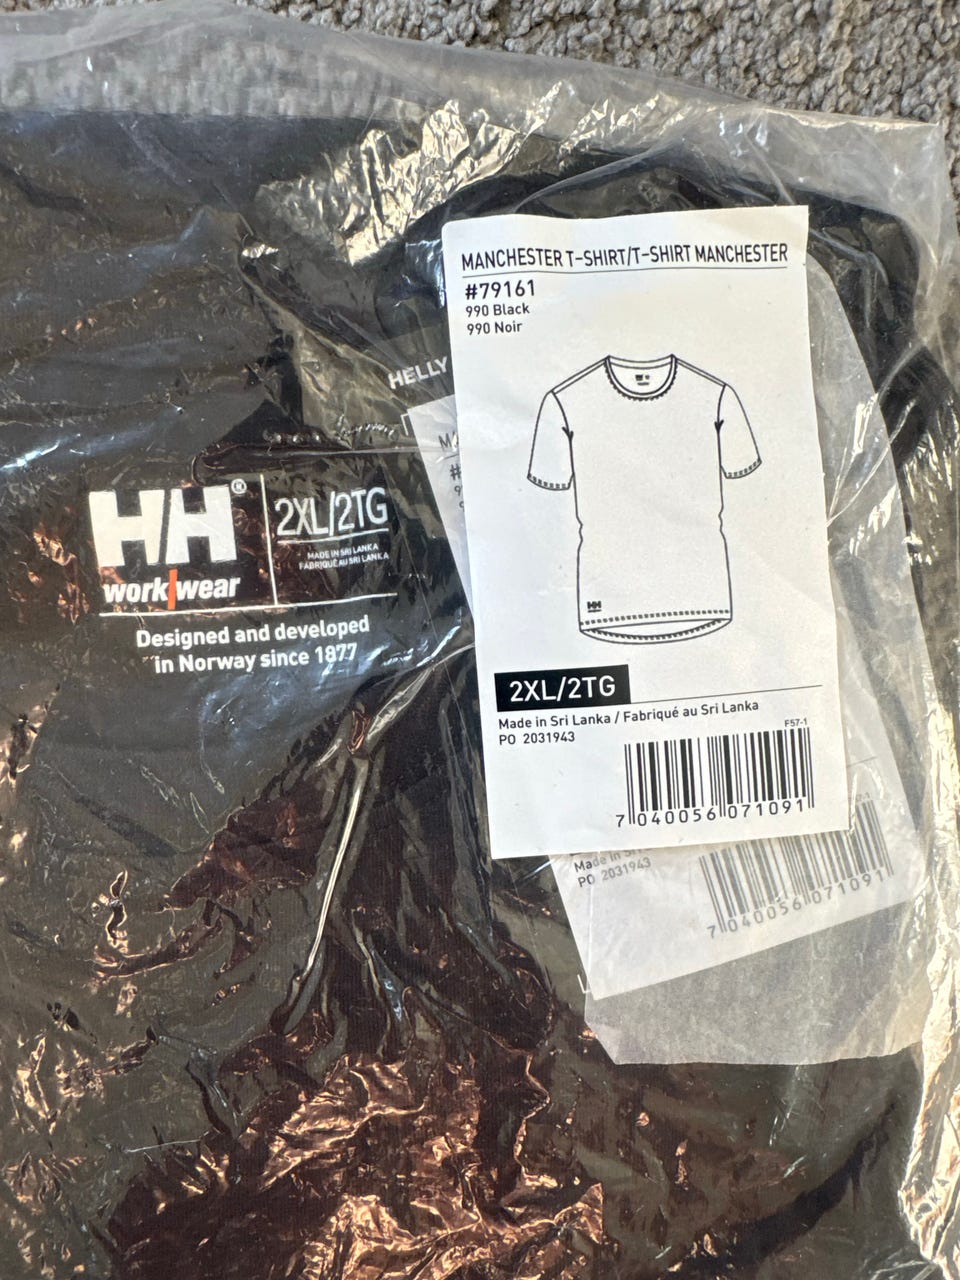 MANCHESTER T-SHIRT/T-SHIRT MANCHESTER
#79161
990 Black
990 Noir
HELLY
HH® 2XL/2TG
MADE IN SRI LANKA
FABRIQUÉ AU SRI LANKA
work/wear
Designed and developed
in Norway since 1877
HH
2XL/2TG
Made in Sri Lanka / Fabriqué au Sri Lanka
PO 2031943
F57-1
7 040056 071091
Made in
PO 2031943
7 040056 071091